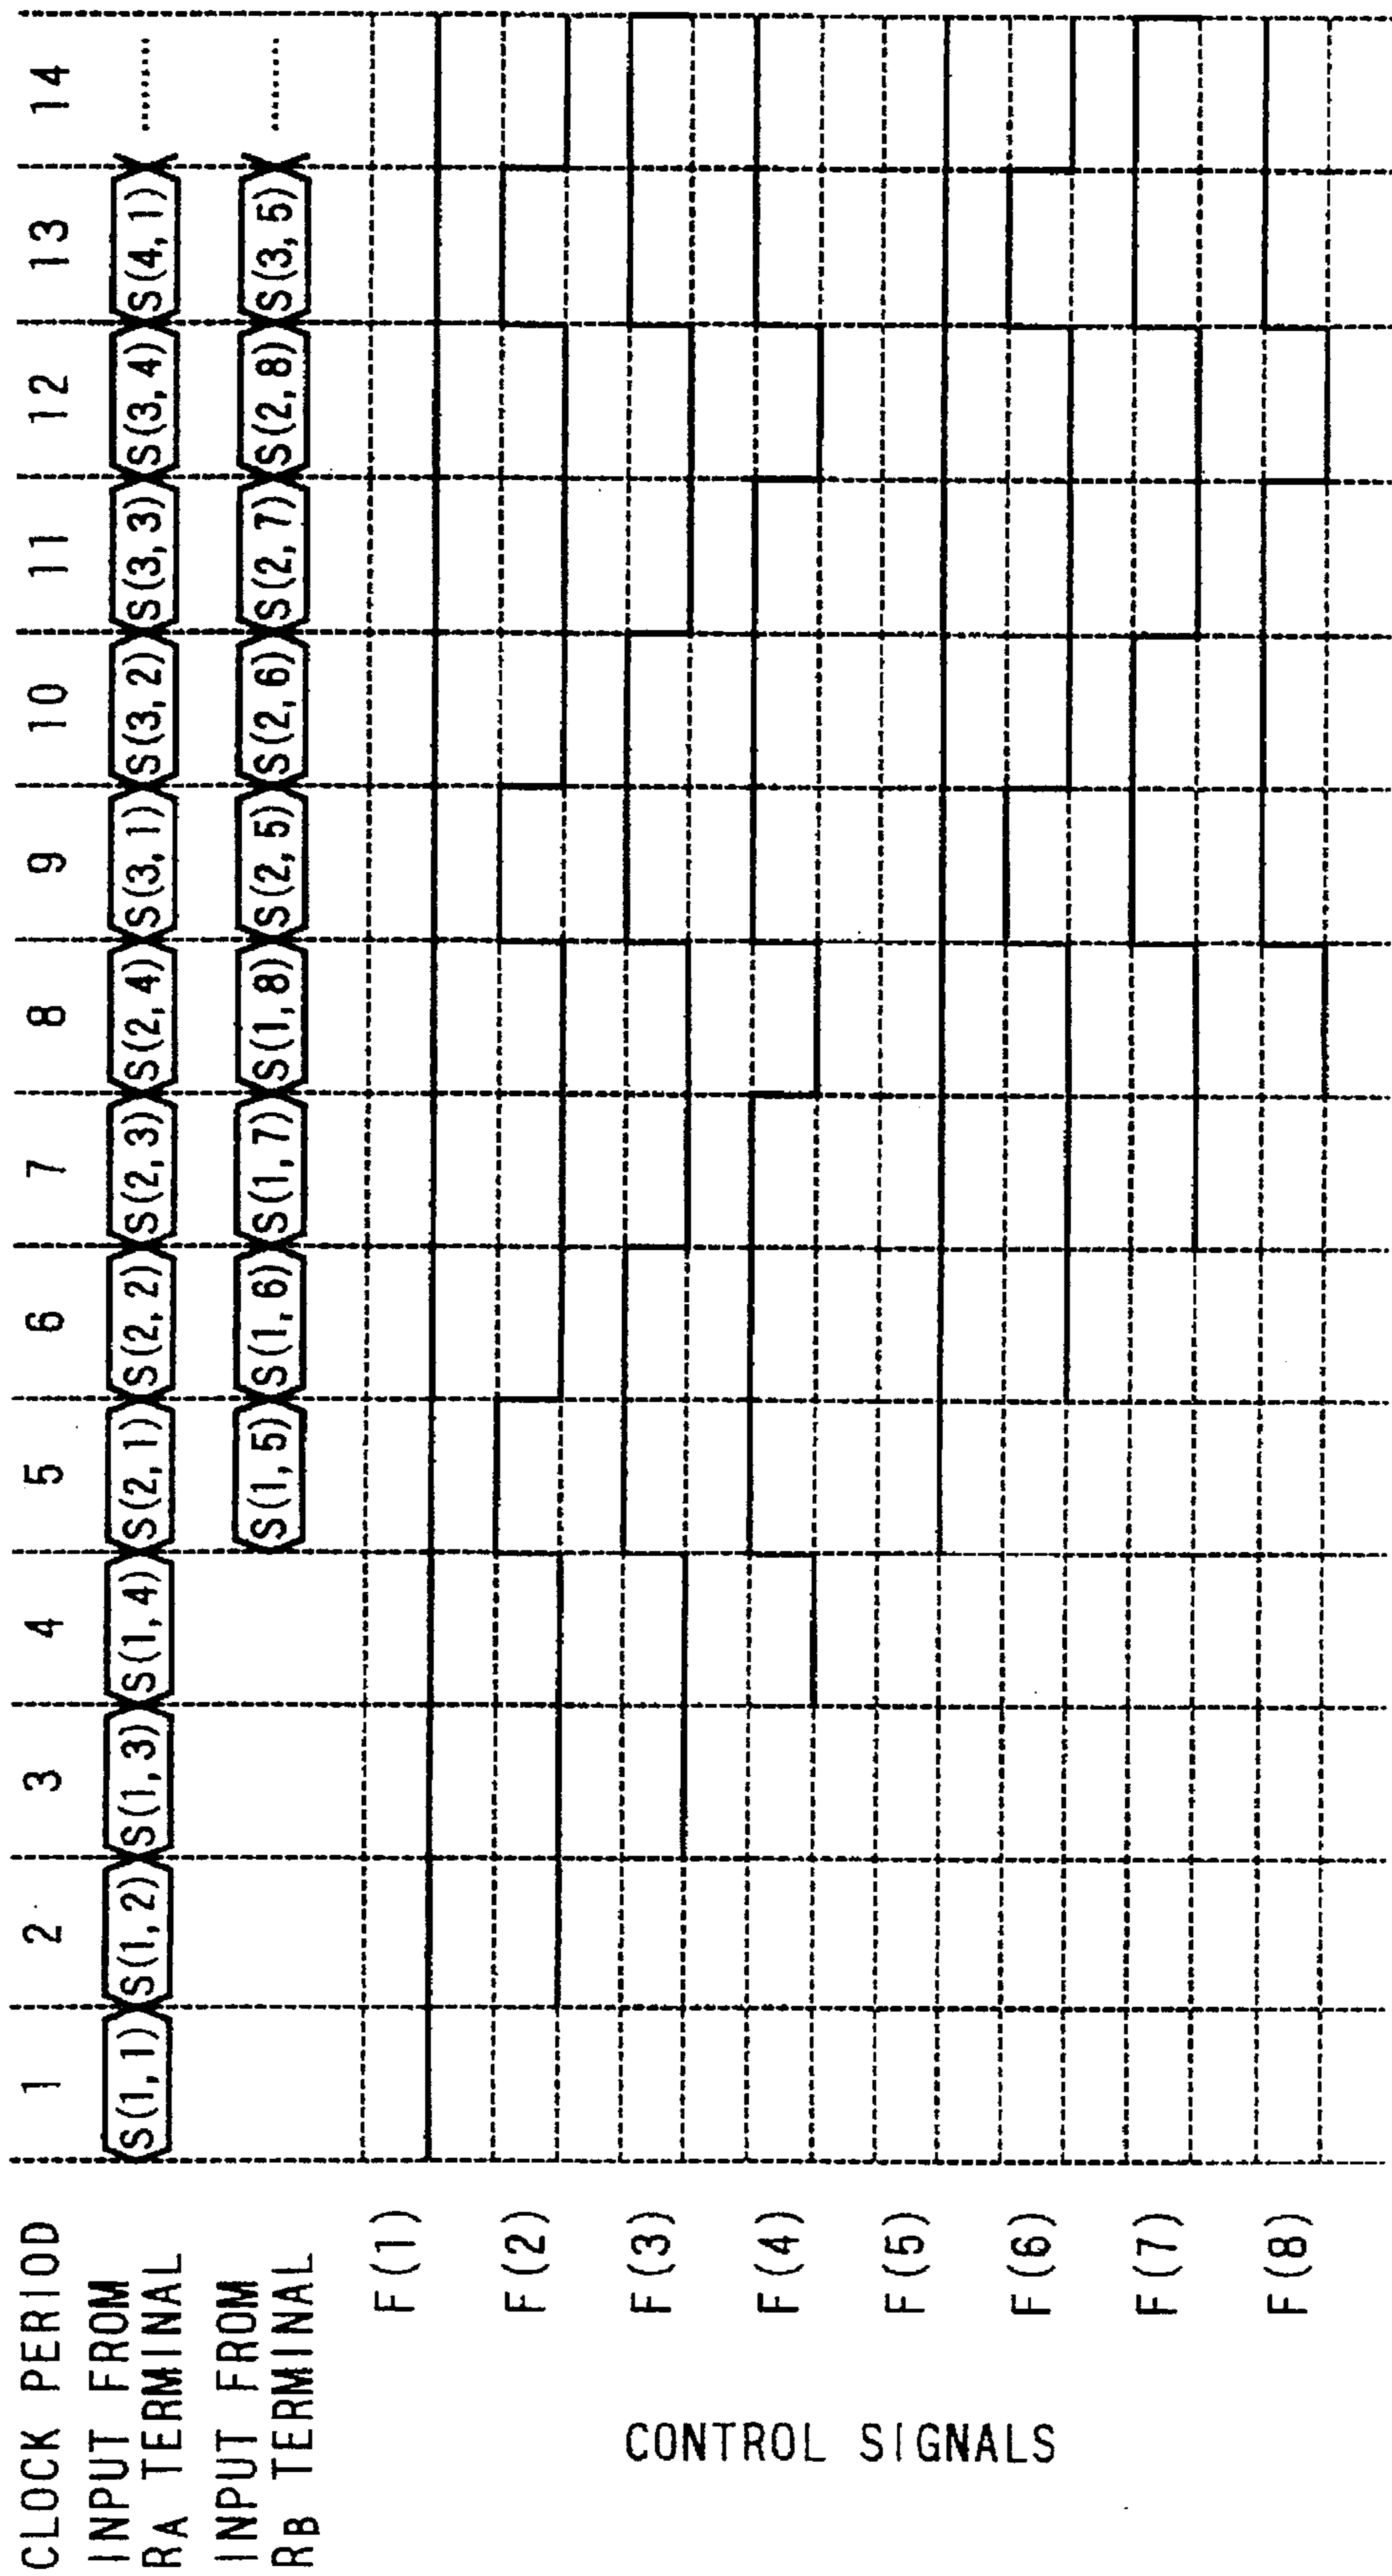 CLOCK PERIOD 1 2 3 4 5 6 7 8 9 10 11 12 13 14
INPUT FROM
RA TERMINAL S(1,1) S(1,2) S(1,3) S(1,4) S(2,1) S(2,2) S(2,3) S(2,4) S(3,1) S(3,2) S(3,3) S(3,4) S(4,1) ........
INPUT FROM
RB TERMINAL S(1,5) S(1,6) S(1,7) S(1,8) S(2,5) S(2,6) S(2,7) S(2,8) S(3,5) ........
F(1)
F(2)
F(3)
F(4)
F(5)
F(6)
F(7)
F(8)
CONTROL SIGNALS